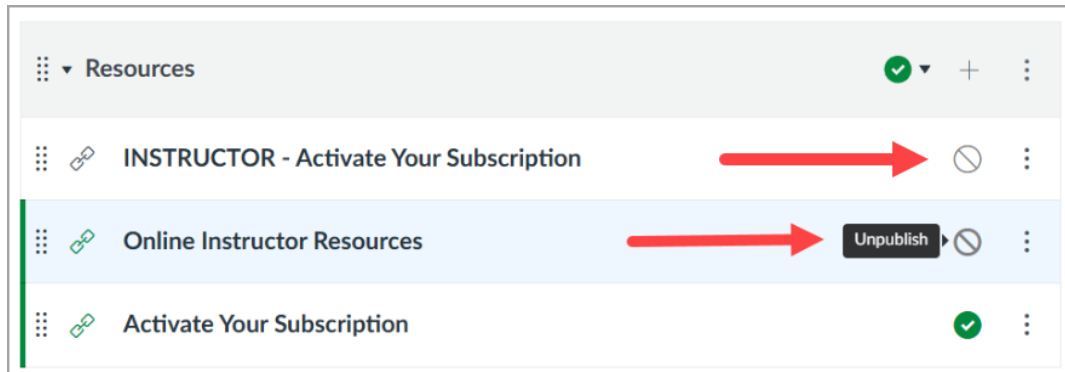 Resources
INSTRUCTOR - Activate Your Subscription
Online Instructor Resources
Unpublish
Activate Your Subscription